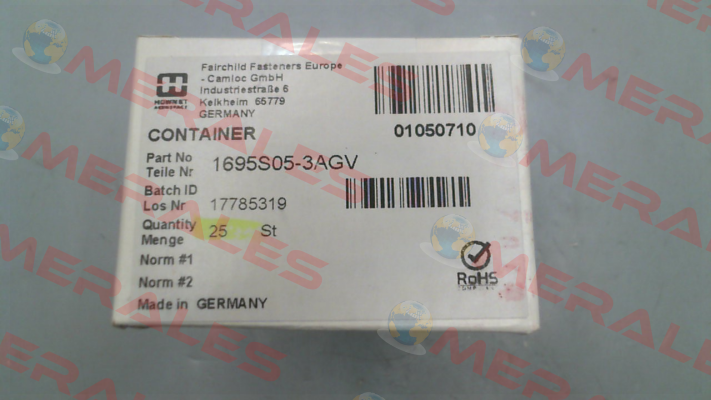 Fairchild Fasteners Europe
- Camloc GmbH
Industriestraße 6
Kelkheim 65779
GERMANY
HOWMET
CONTAINER
01050710
Part No
Teile Nr
1695S05-3AGV
Batch ID
Los Nr
17785319
Quantity
Menge
25 St
Norm #1
Norm #2
RoHS
Made in GERMANY
MERALES
MERALES
MERALES
MERALES
MERALES
MERALES